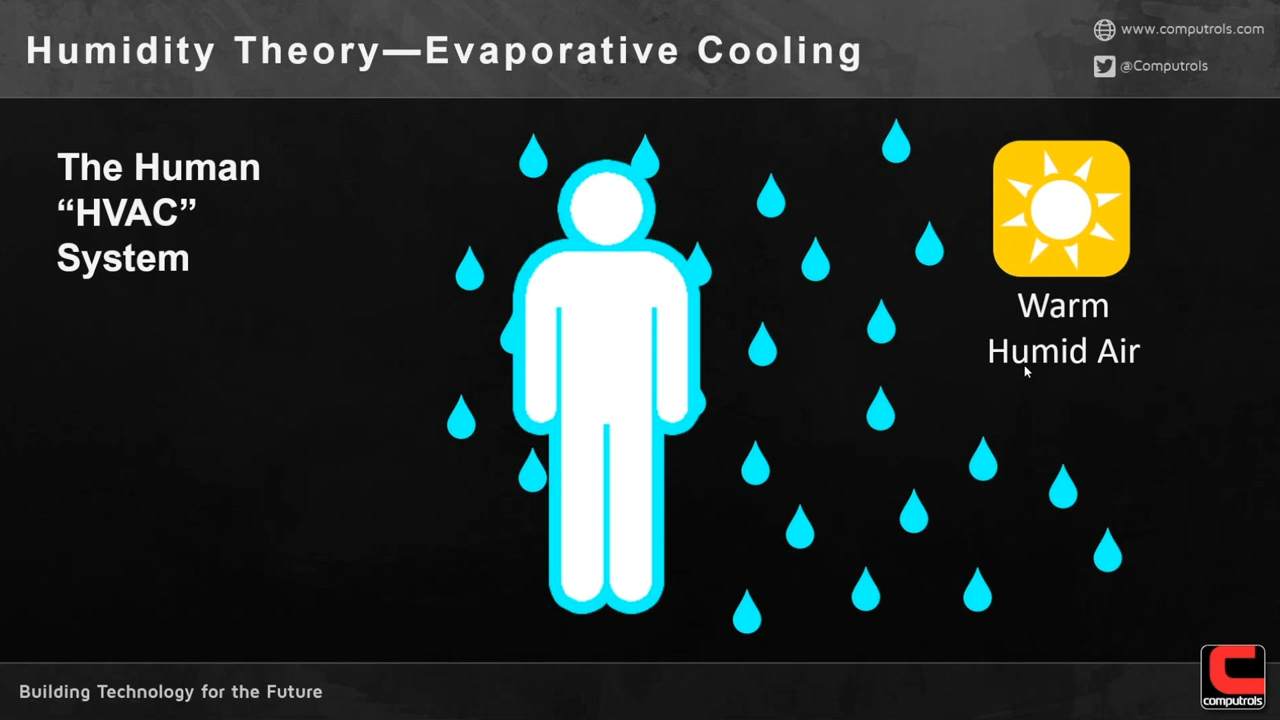 Humidity Theory—Evaporative Cooling
www.computrols.com
@Computrols
The Human
“HVAC”
System
Warm
Humid Air
Building Technology for the Future
computrols